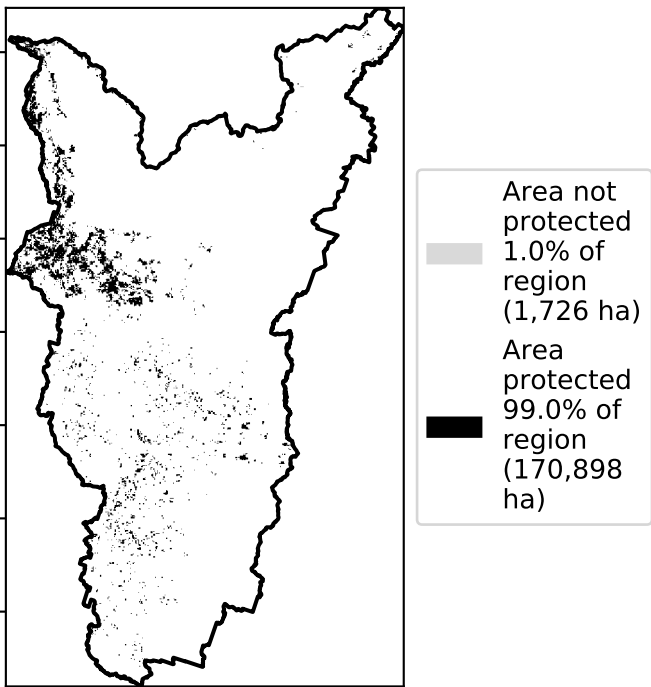 Area not
protected
1.0% of
region
(1,726 ha)
Area
protected
99.0% of
region
(170,898
ha)